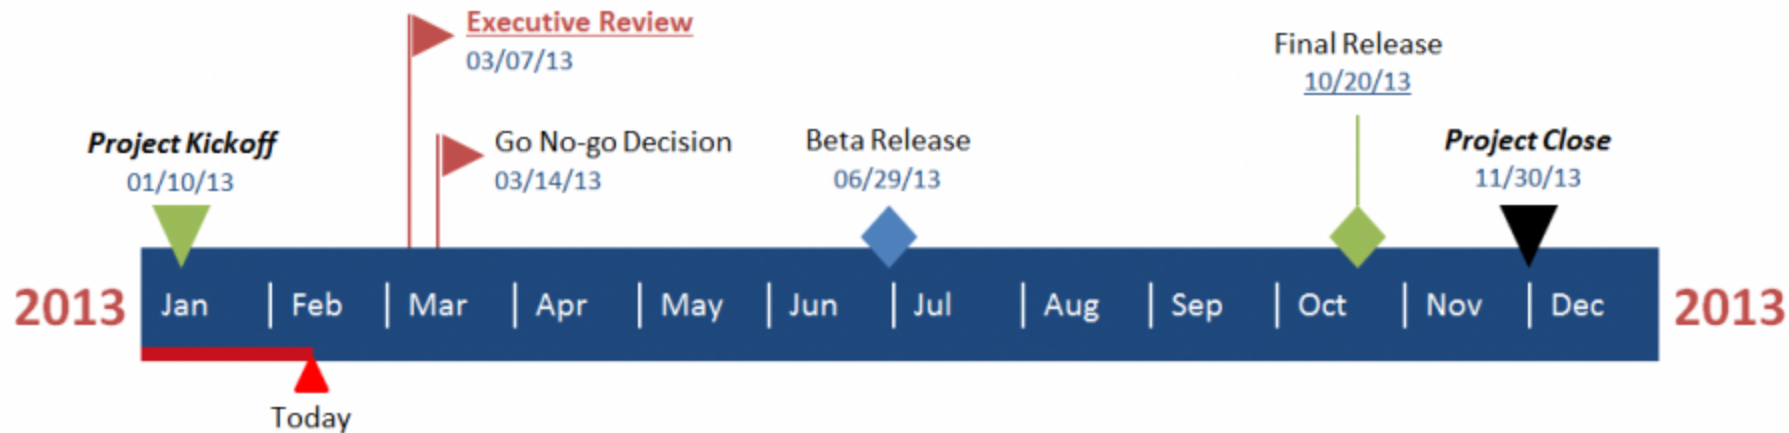 Executive Review
03/07/13
Final Release
10/20/13
Project Kickoff
01/10/13
Go No-go Decision
03/14/13
Beta Release
06/29/13
Project Close
11/30/13
2013 Jan Feb Mar Apr May Jun Jul Aug Sep Oct Nov Dec 2013
Today